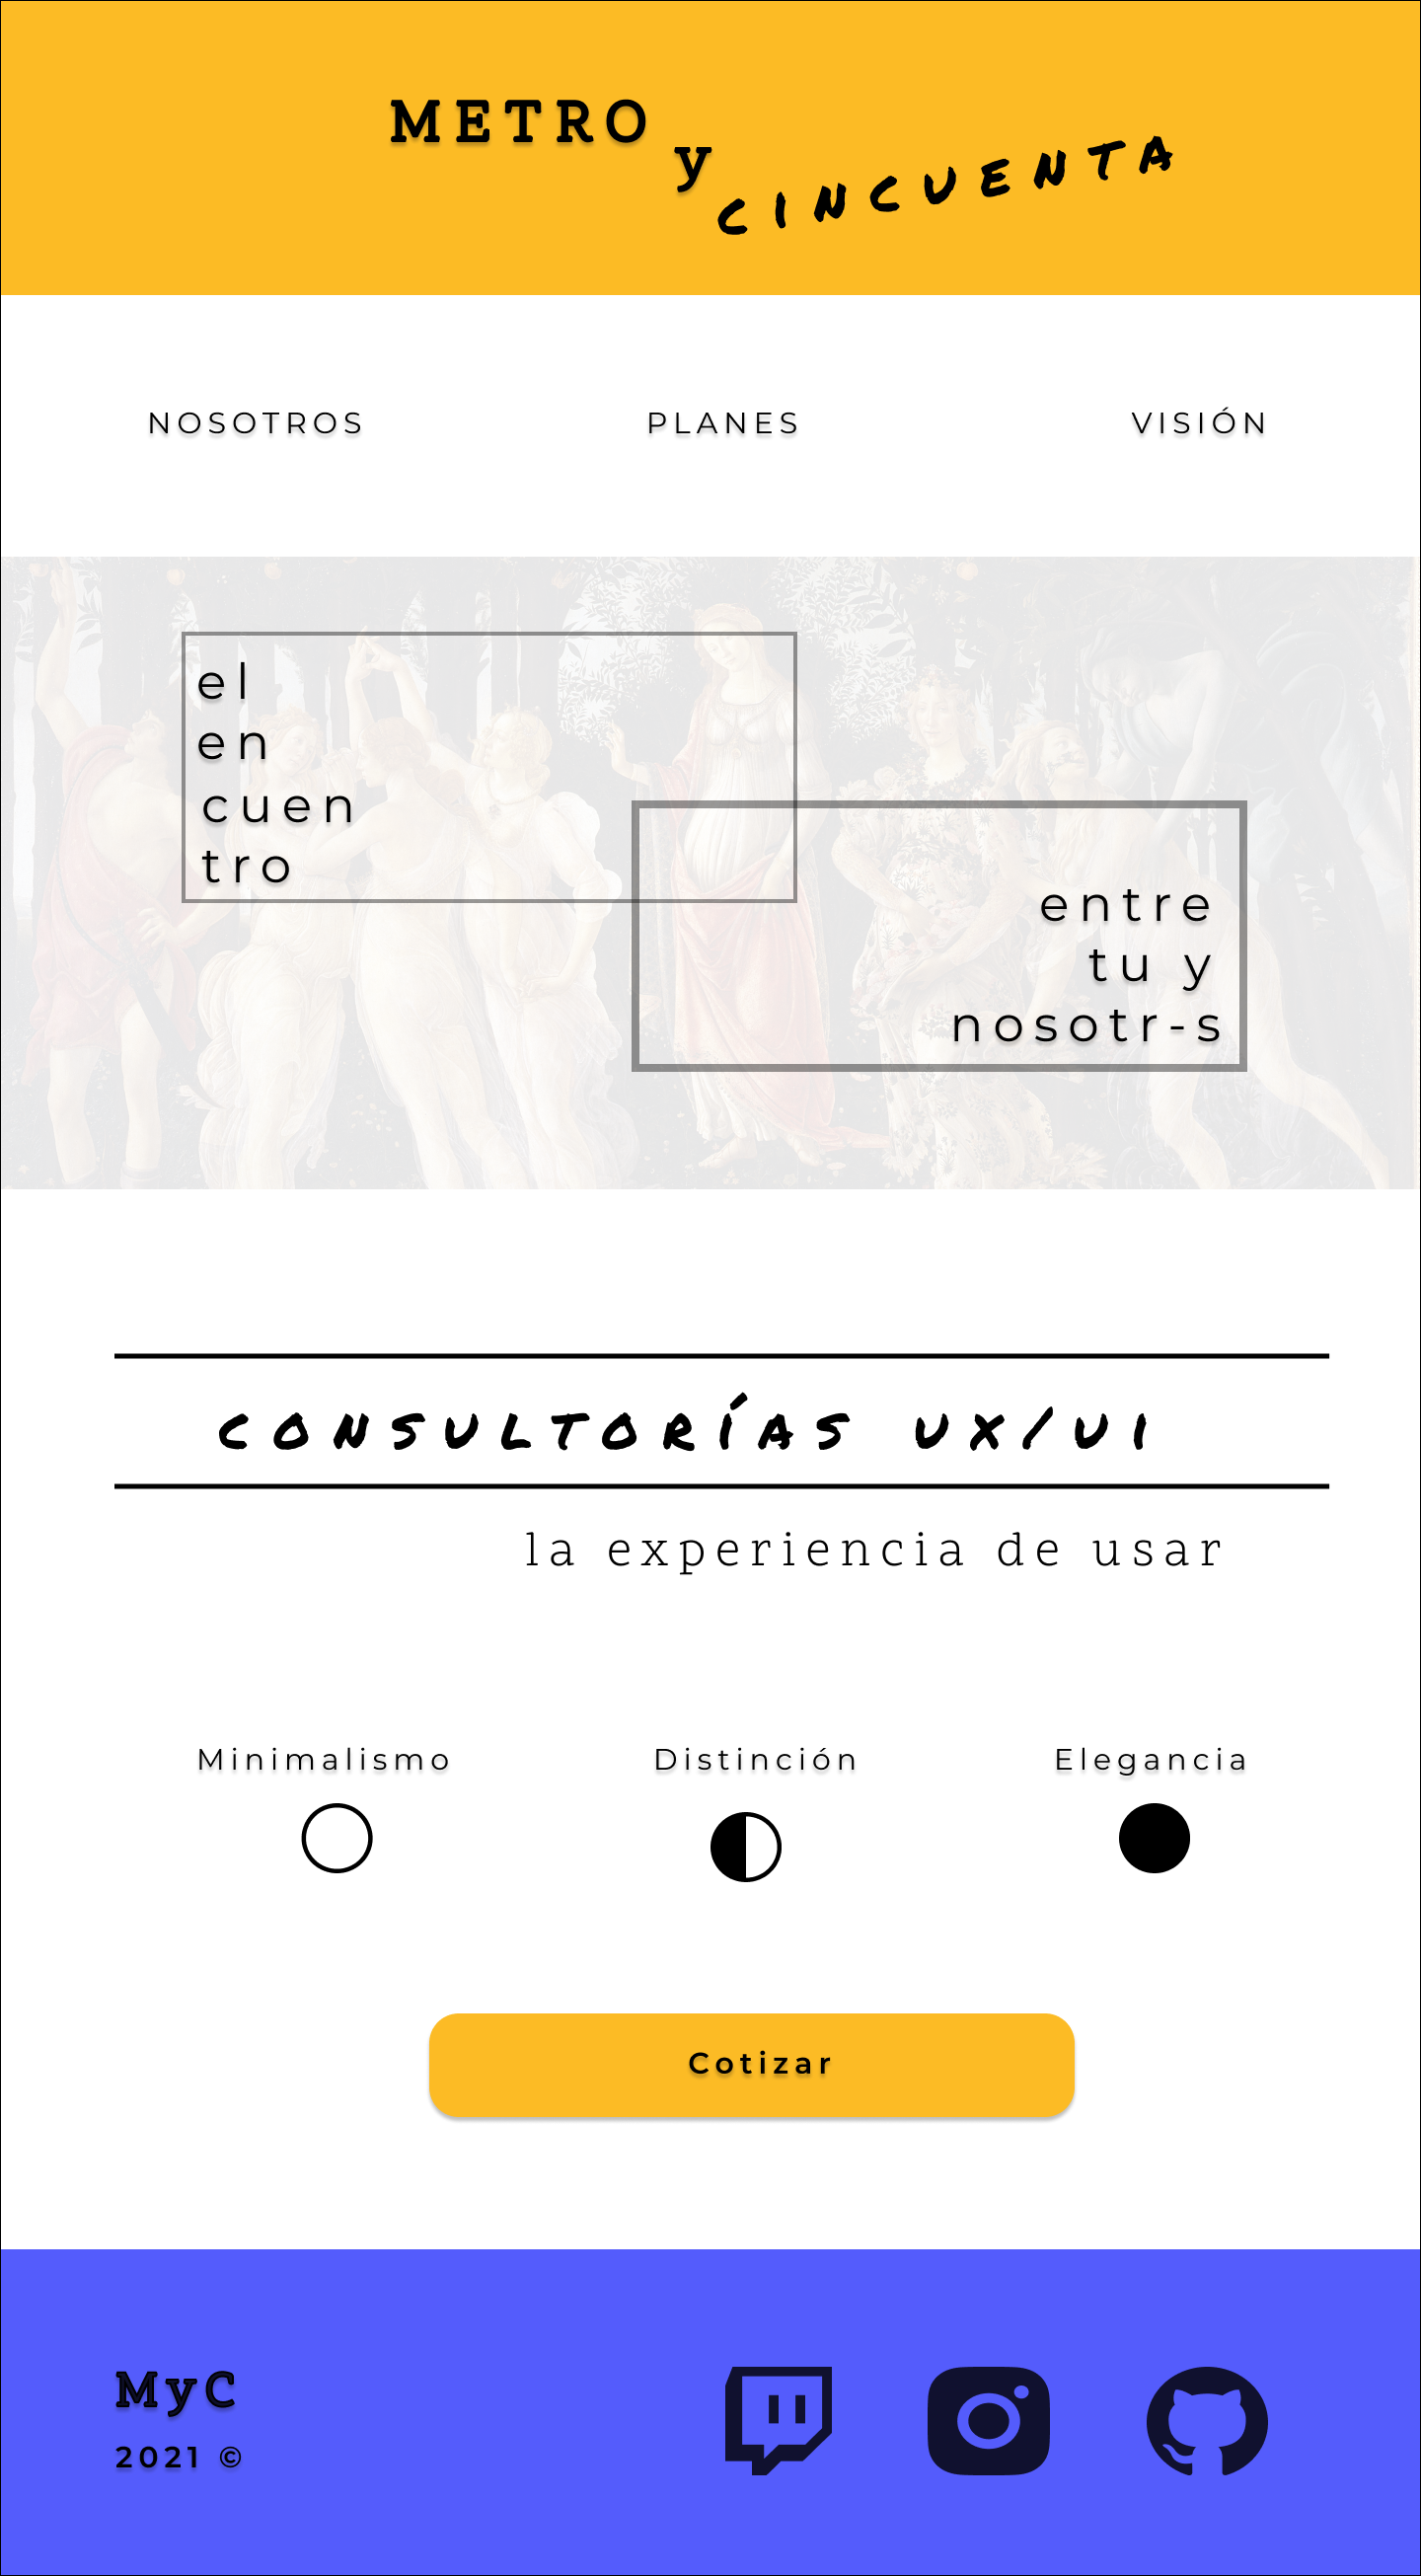 METRO
y
CINCUENTA
NOSOTROS PLANES VISIÓN
el
en
cuen
tro
entre
tu y
nosotr-s
CONSULTORÍAS UX/UI
la experiencia de usar
Minimalismo Distinción Elegancia
Cotizar
MyC
2021 ©